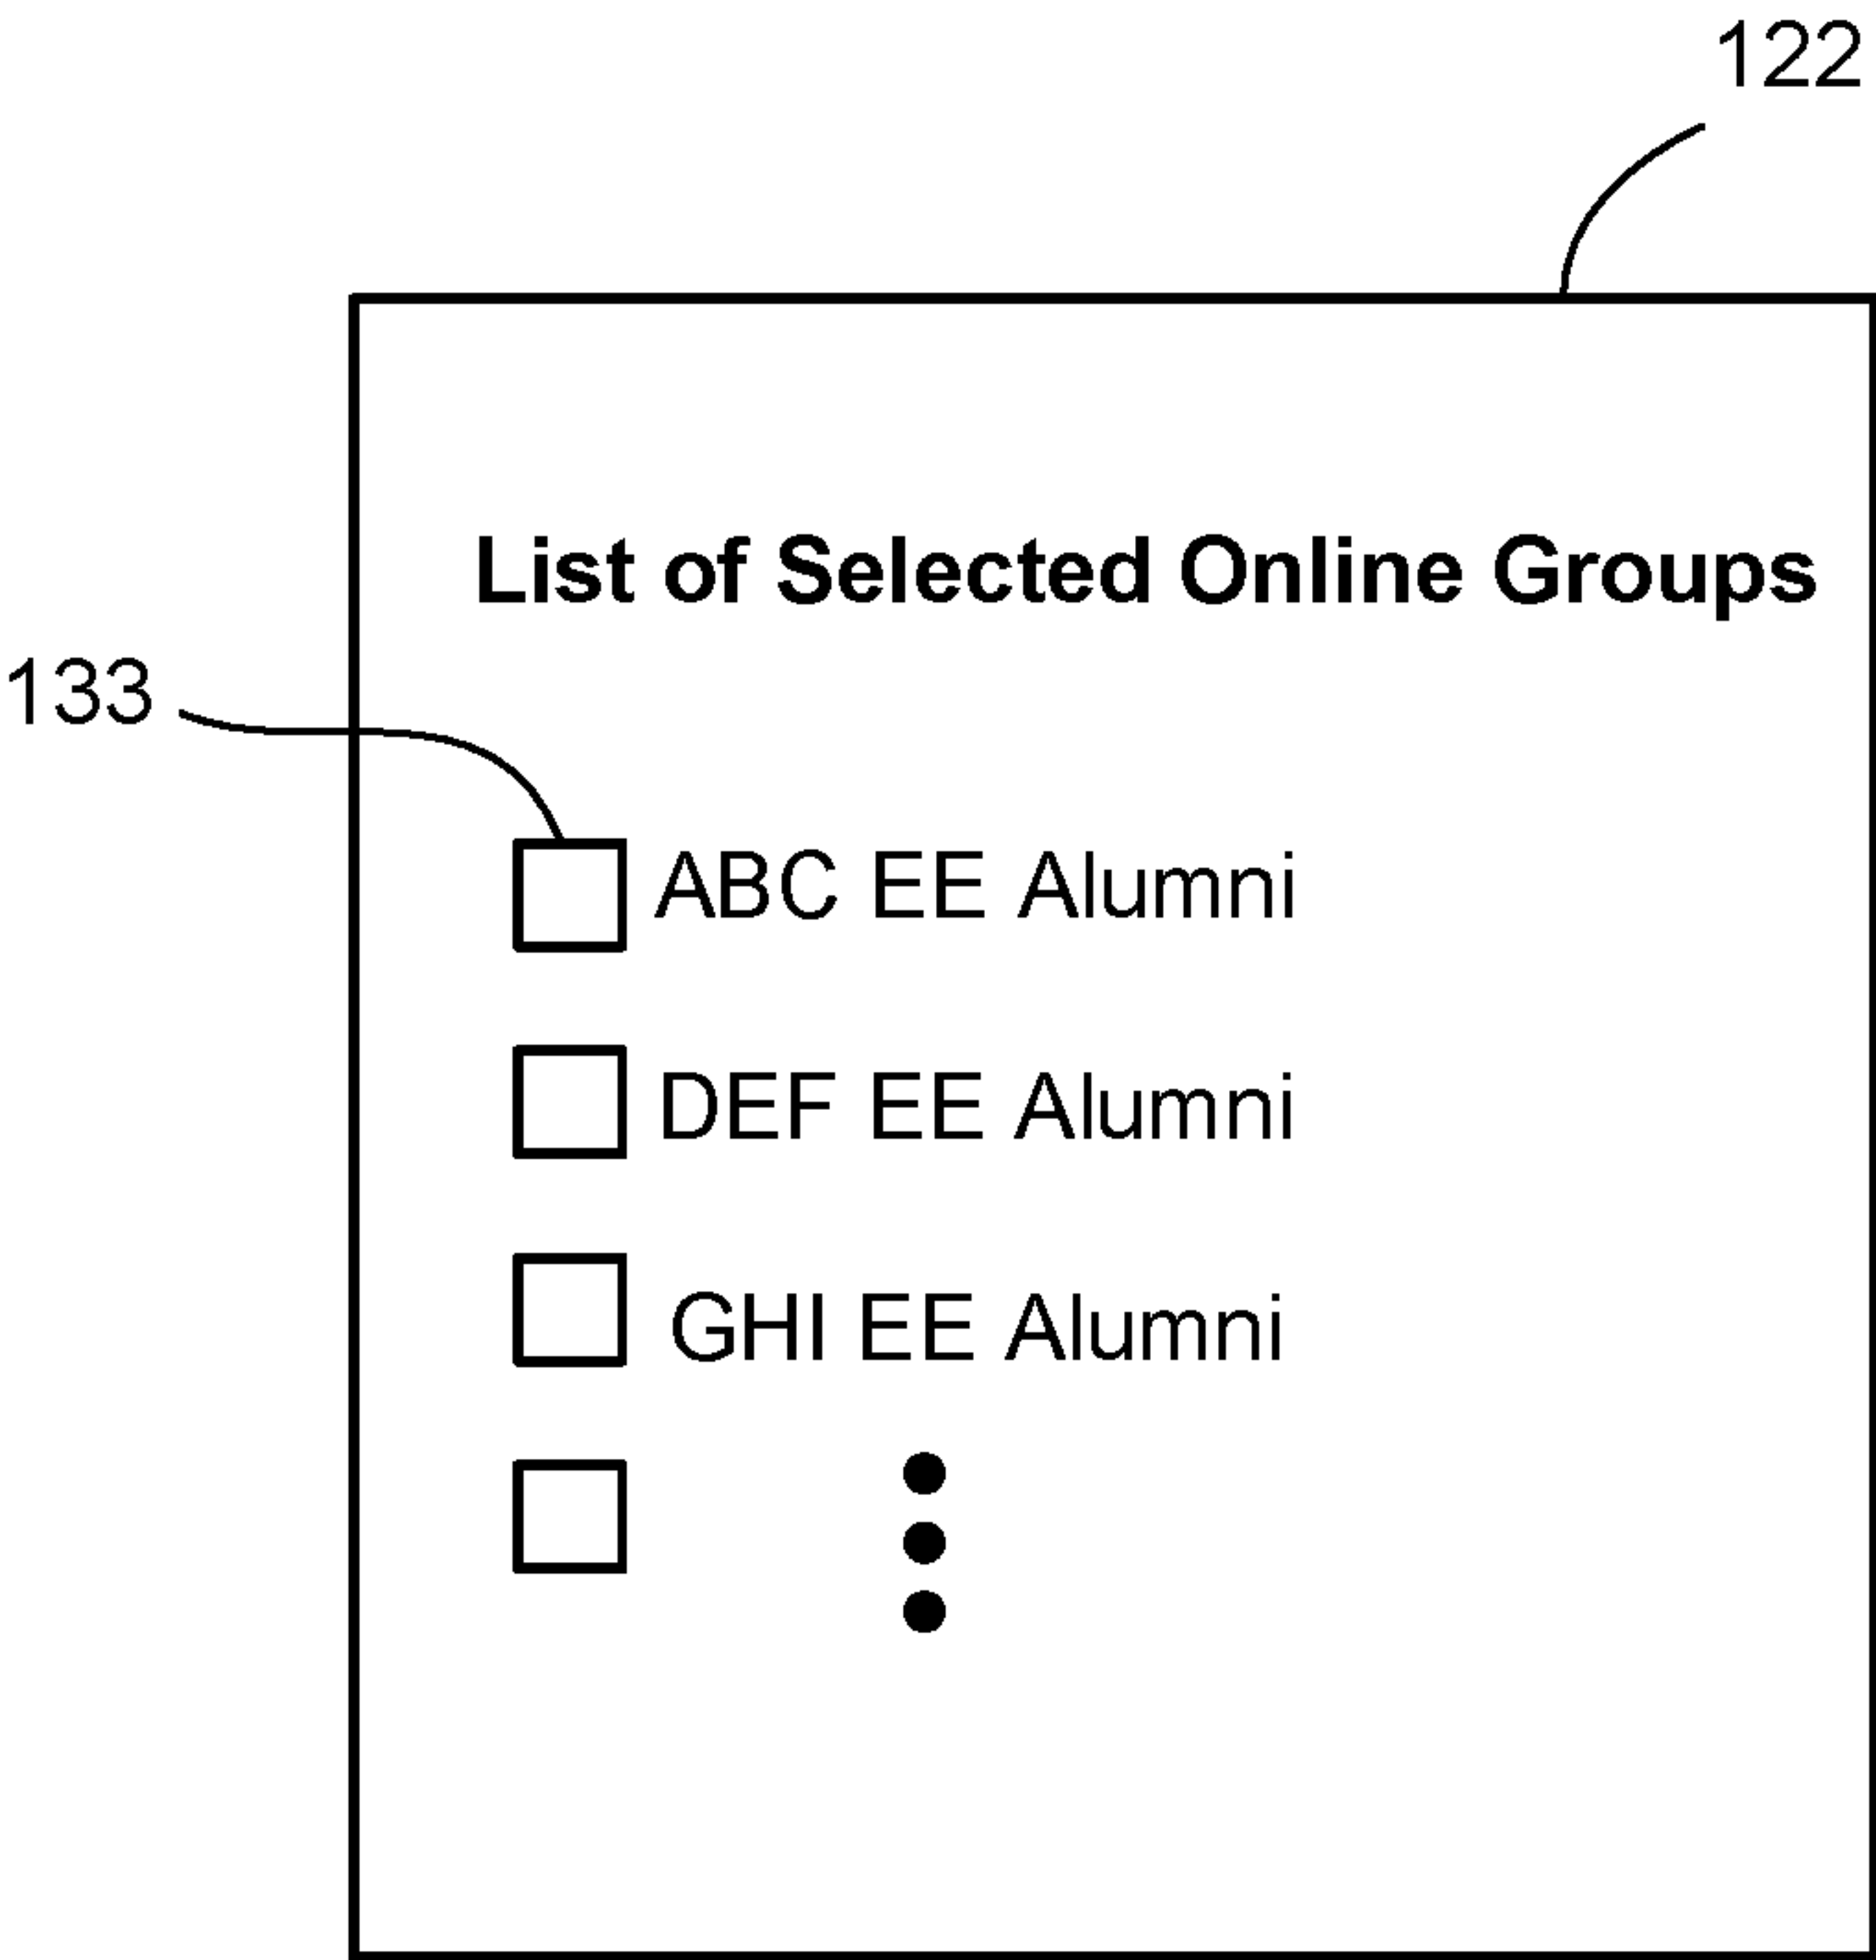 122
List of Selected Online Groups
133
ABC EE Alumni
DEF EE Alumni
GHI EE Alumni